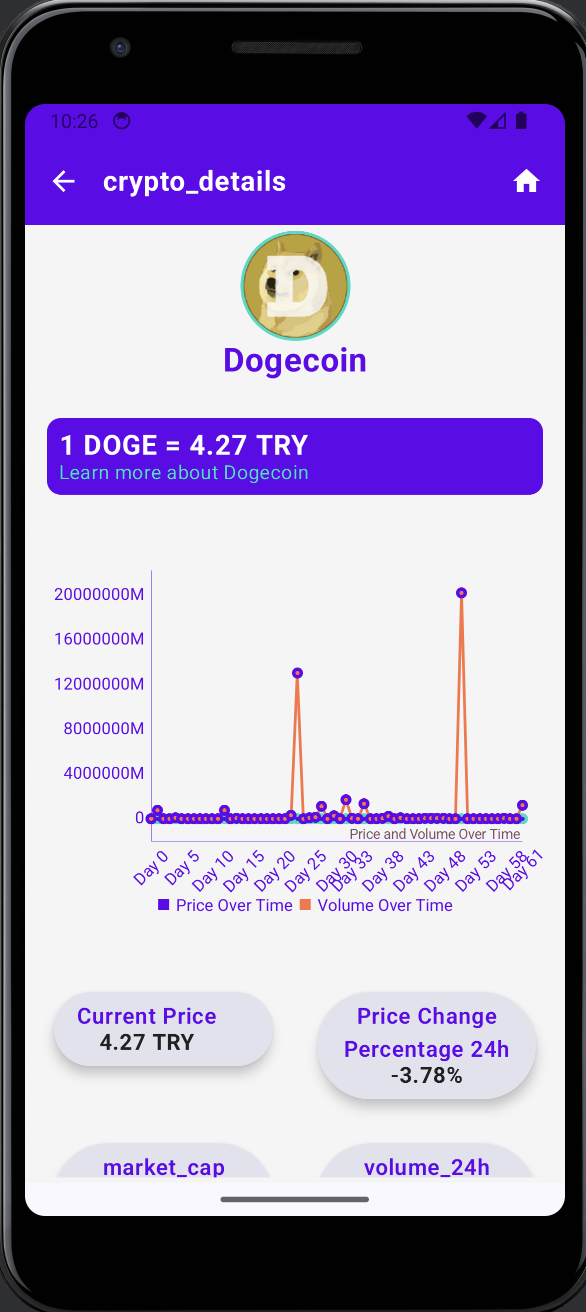 10:26
crypto_details
D
Dogecoin
1 DOGE = 4.27 TRY
Learn more about Dogecoin
20000000M
16000000M
12000000M
8000000M
4000000M
0
Price and Volume Over Time
Day 0
Day 5
Day 10
Day 15
Day 20
Day 25
Day 30
Day 33
Day 38
Day 43
Day 48
Day 53
Day 58
Day 61
Price Over Time
Volume Over Time
Current Price
4.27 TRY
Price Change
Percentage 24h
-3.78%
market_cap
volume_24h